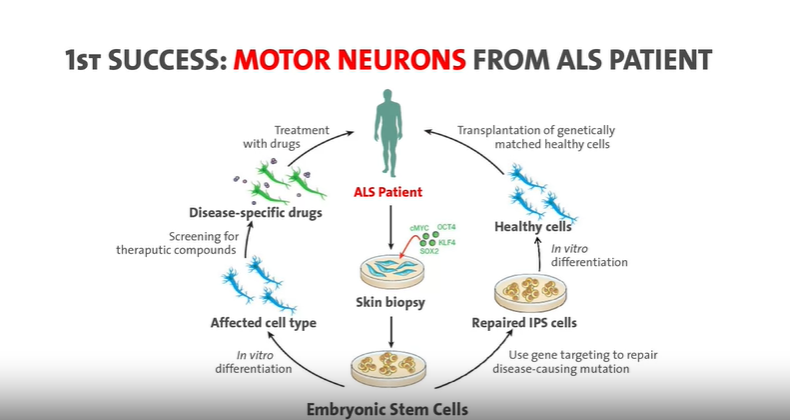 1ST SUCCESS: MOTOR NEURONS FROM ALS PATIENT
Treatment
with drugs
Transplantation of genetically
matched healthy cells
ALS Patient
Disease-specific drugs
Healthy cells
cMYC OCT4
KLF4
SOX2
Screening for
theraputic compounds
In vitro
differentiation
Skin biopsy
Affected cell type
Repaired IPS cells
In vitro
differentiation
Use gene targeting to repair
disease-causing mutation
Embryonic Stem Cells